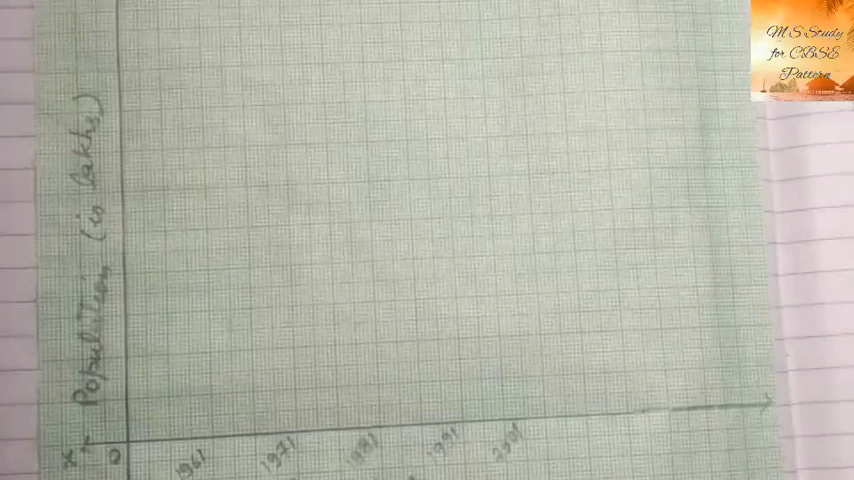 M S Study
for CBSE
Pattern
Population (in lakhs)
x
0
1961
1971
1981
1991
2001